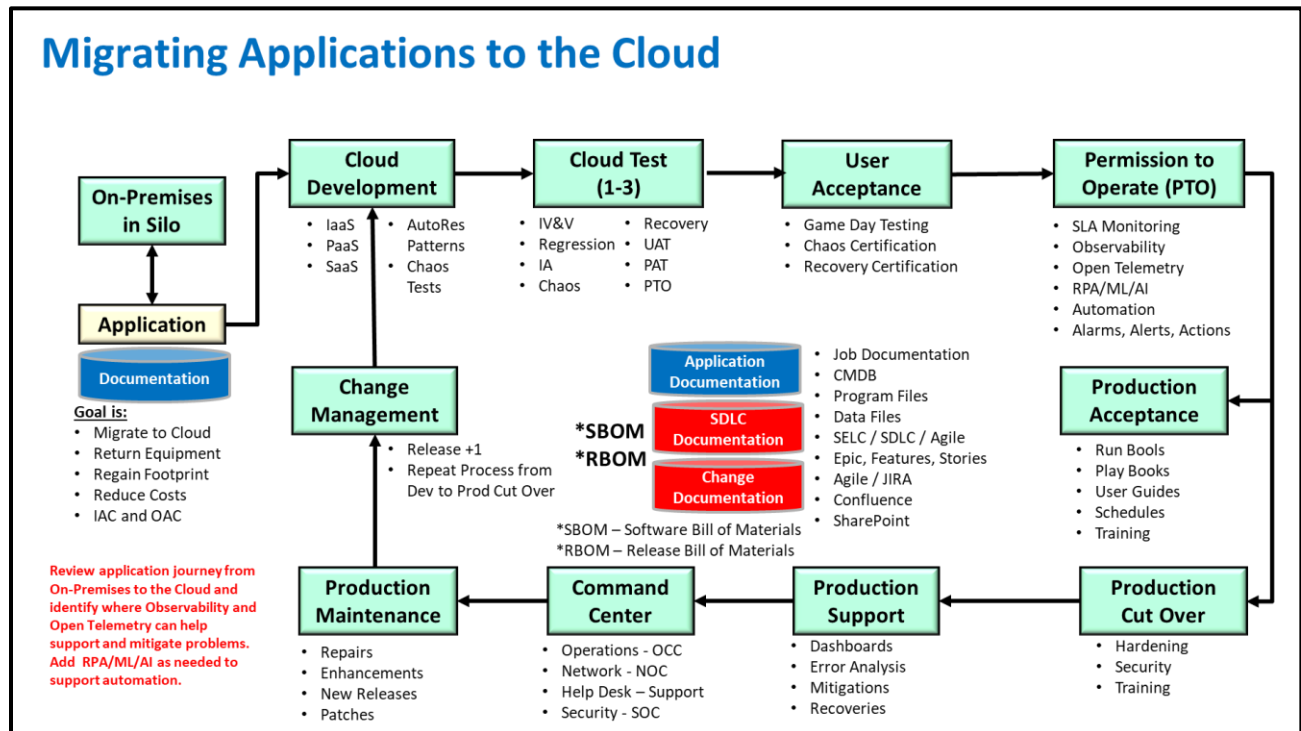 Migrating Applications to the Cloud
On-Premises
in Silo
Application
Documentation
Goal is:
• Migrate to Cloud
• Return Equipment
• Regain Footprint
• Reduce Costs
• IAC and OAC
Review application journey from
On-Premises to the Cloud and
identify where Observability and
Open Telemetry can help
support and mitigate problems.
Add RPA/ML/AI as needed to
support automation.
Cloud
Development
• IaaS
• PaaS
• SaaS
• AutoRes
Patterns
• Chaos
Tests
Cloud Test
(1-3)
• IV&V
• Regression
• IA
• Chaos
• Recovery
• UAT
• PAT
• PTO
User
Acceptance
• Game Day Testing
• Chaos Certification
• Recovery Certification
Permission to
Operate (PTO)
• SLA Monitoring
• Observability
• Open Telemetry
• RPA/ML/AI
• Automation
• Alarms, Alerts, Actions
Change
Management
• Release +1
• Repeat Process from
Dev to Prod Cut Over
*SBOM
*RBOM
Application
Documentation
SDLC
Documentation
Change
Documentation
• Job Documentation
• CMDB
• Program Files
• Data Files
• SELC / SDLC / Agile
• Epic, Features, Stories
• Agile / JIRA
• Confluence
• SharePoint
*SBOM – Software Bill of Materials
*RBOM – Release Bill of Materials
Production
Acceptance
• Run Bools
• Play Books
• User Guides
• Schedules
• Training
Production
Maintenance
• Repairs
• Enhancements
• New Releases
• Patches
Command
Center
• Operations - OCC
• Network - NOC
• Help Desk – Support
• Security - SOC
Production
Support
• Dashboards
• Error Analysis
• Mitigations
• Recoveries
Production
Cut Over
• Hardening
• Security
• Training